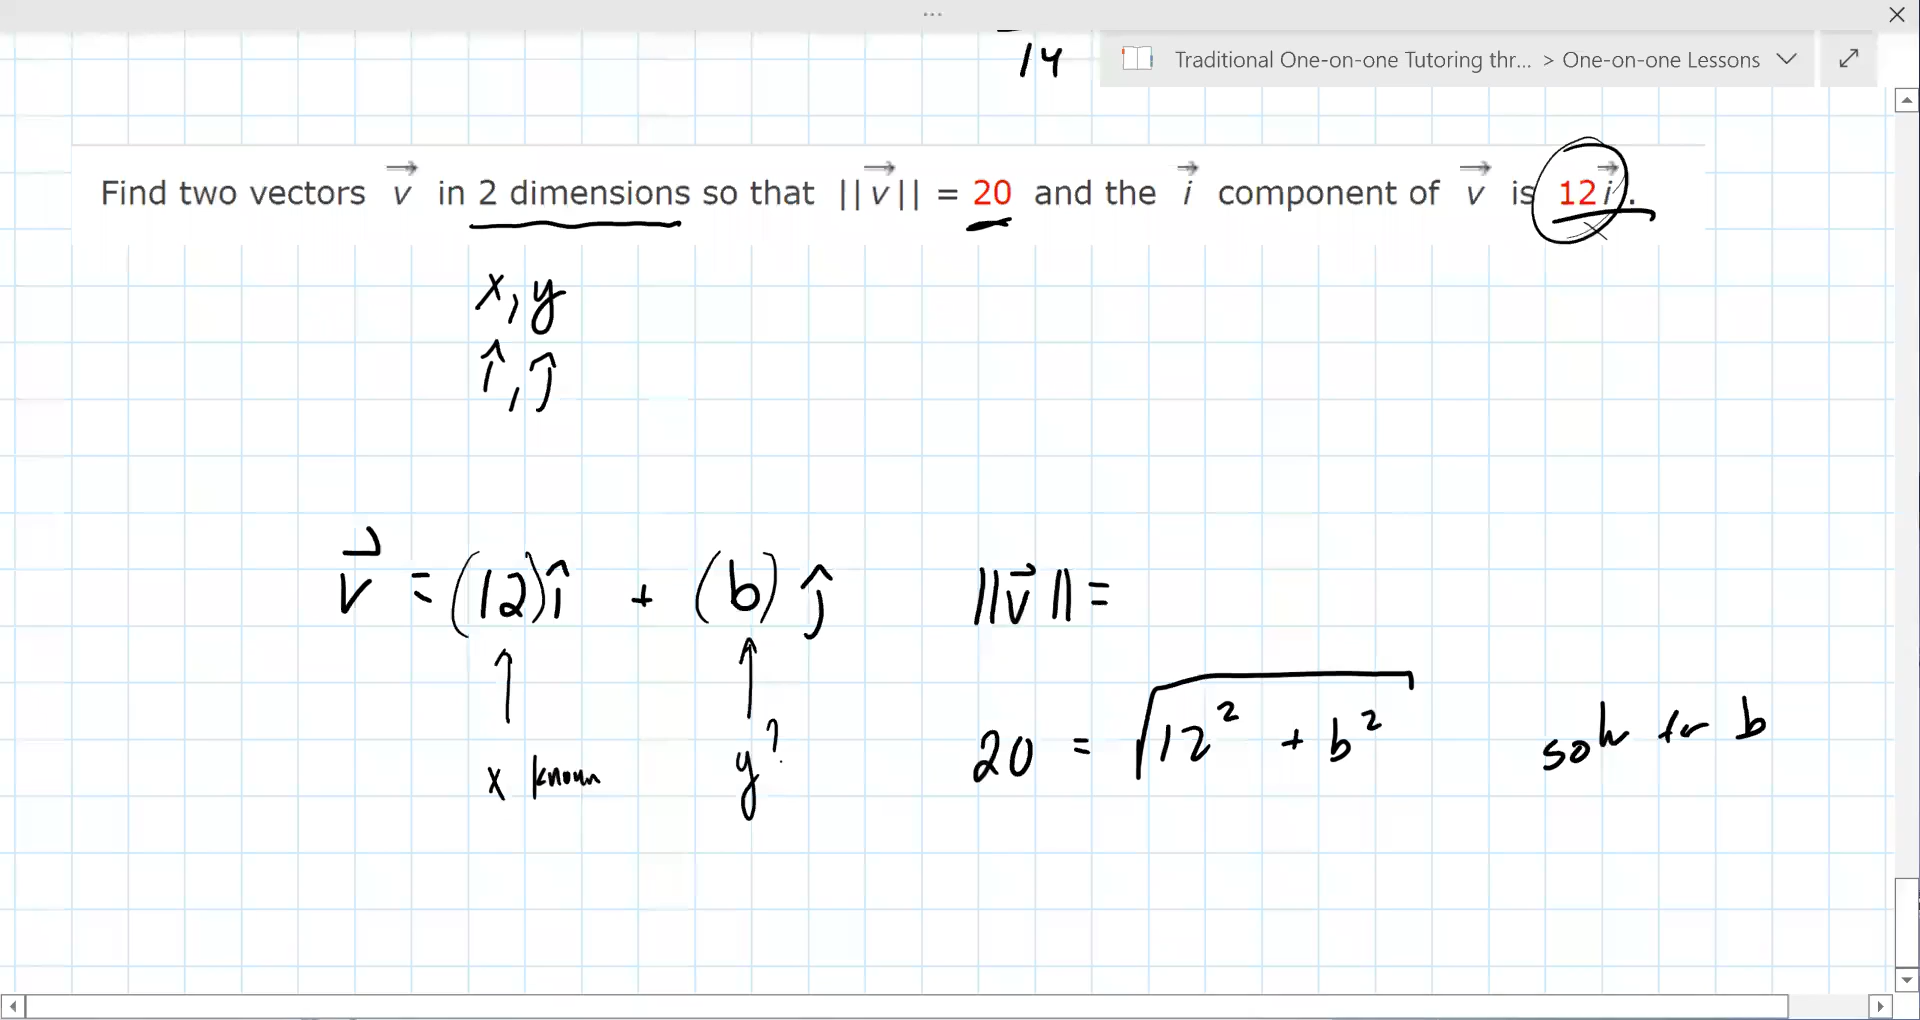 14
Traditional One-on-one Tutoring thr... > One-on-one Lessons
Find two vectors v⃗ in 2 dimensions so that ||v⃗|| = 20 and the i⃗ component of v⃗ is 12i⃗.
x, y
î, ĵ
v⃗ = (12)î + (b)ĵ ||v⃗|| =
20 = √(12² + b²) solve for b
x known y?